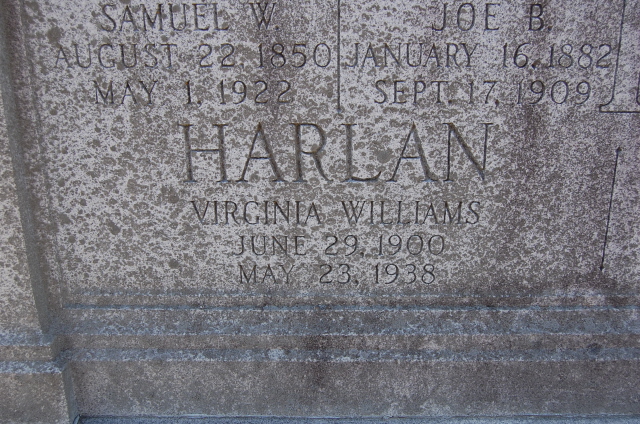 SAMUEL W.
AUGUST 22, 1850
MAY 1, 1922
JOE B.
JANUARY 16, 1882
SEPT. 17, 1909
HARLAN
VIRGINIA WILLIAMS
JUNE 29, 1900
MAY 23, 1938